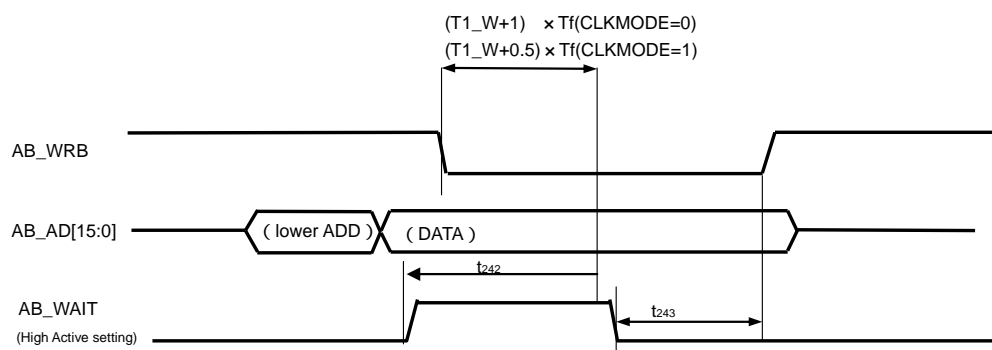 (T1_W+1) × Tf(CLKMODE=0)
(T1_W+0.5) × Tf(CLKMODE=1)
AB_WRB
AB_AD[15:0]
( lower ADD )
( DATA )
t242
AB_WAIT
(High Active setting)
t243